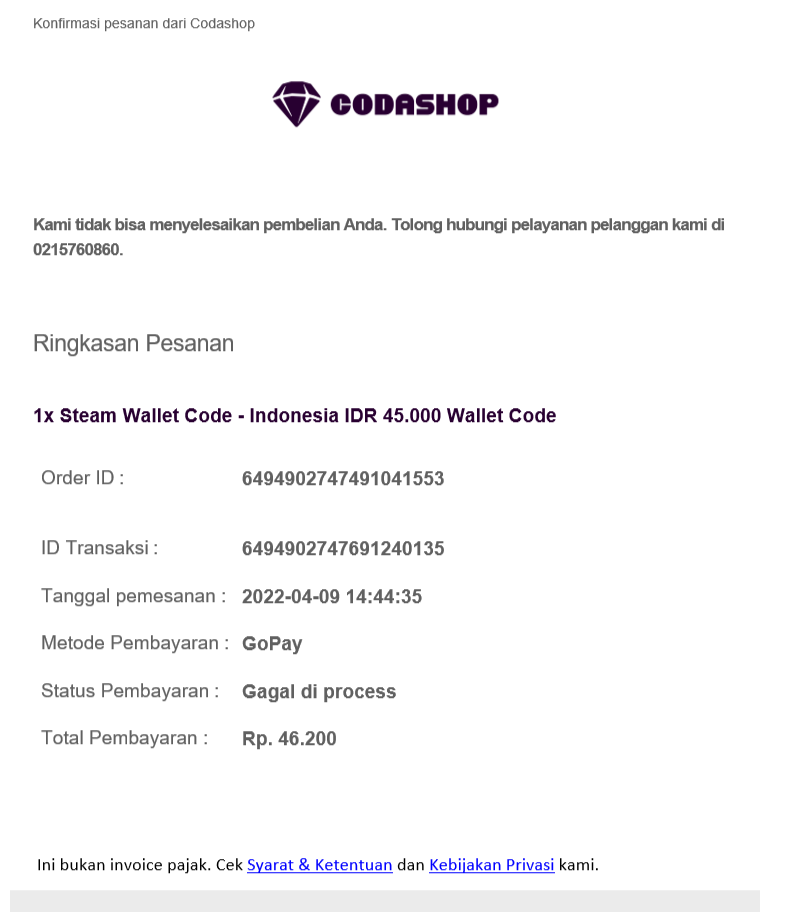 Konfirmasi pesanan dari Codashop
CODASHOP
Kami tidak bisa menyelesaikan pembelian Anda. Tolong hubungi pelayanan pelanggan kami di
0215760860.
Ringkasan Pesanan
1x Steam Wallet Code - Indonesia IDR 45.000 Wallet Code
Order ID : 6494902747491041553
ID Transaksi : 6494902747691240135
Tanggal pemesanan : 2022-04-09 14:44:35
Metode Pembayaran : GoPay
Status Pembayaran : Gagal di process
Total Pembayaran : Rp. 46.200
Ini bukan invoice pajak. Cek Syarat & Ketentuan dan Kebijakan Privasi kami.